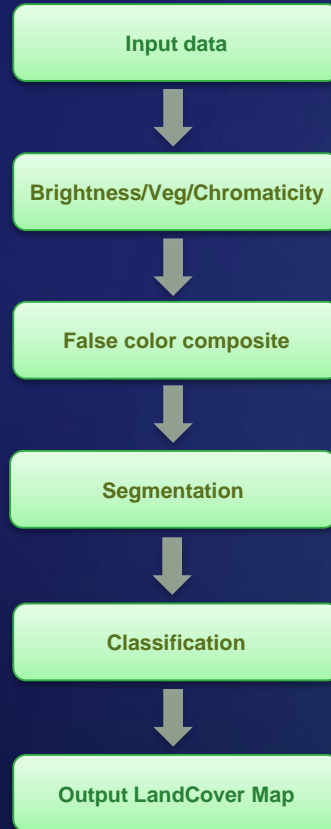 Input data
Brightness/Veg/Chromaticity
False color composite
Segmentation
Classification
Output LandCover Map